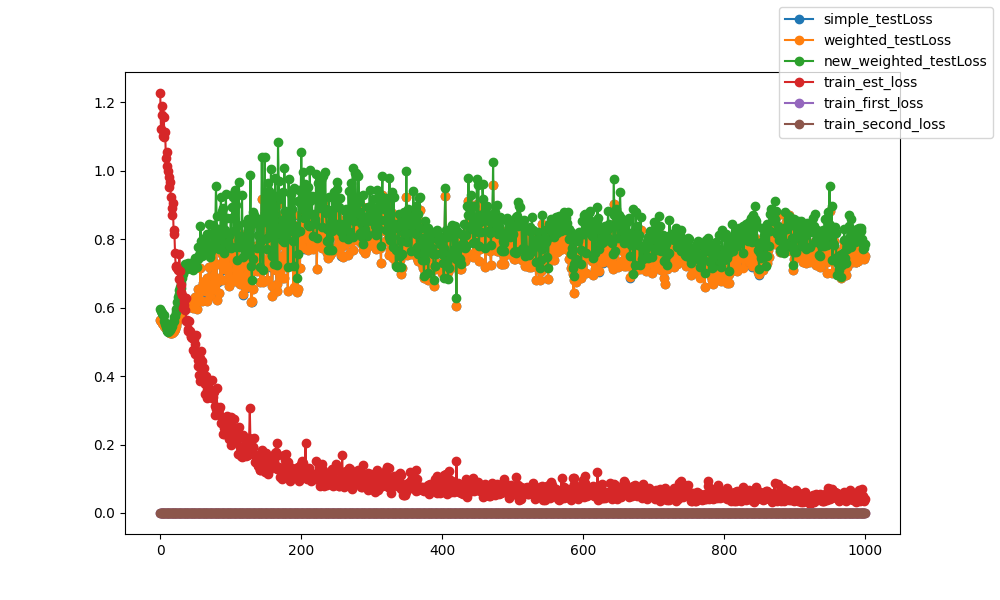 simple_testLoss
weighted_testLoss
new_weighted_testLoss
train_est_loss
train_first_loss
train_second_loss
1.2
1.0
0.8
0.6
0.4
0.2
0.0
0 200 400 600 800 1000